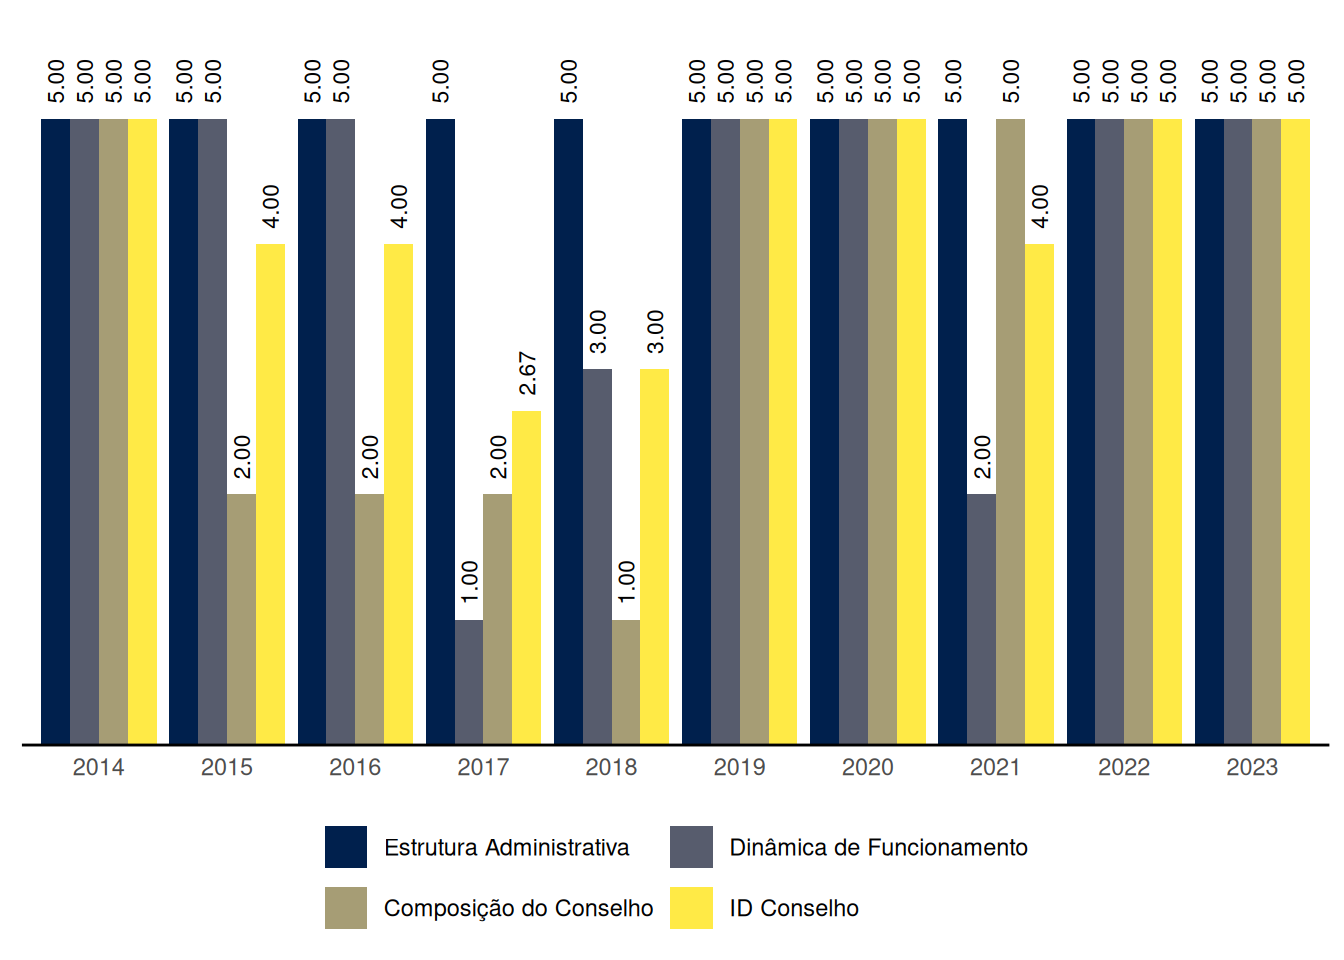 5.00 5.00 5.00 5.00 5.00 5.00 2.00 4.00 5.00 5.00 2.00 4.00 5.00 1.00 2.00 2.67 5.00 3.00 1.00 3.00 5.00 5.00 5.00 5.00 5.00 5.00 5.00 5.00 5.00 2.00 5.00 4.00 5.00 5.00 5.00 5.00 5.00 5.00 5.00 5.00
2014 2015 2016 2017 2018 2019 2020 2021 2022 2023
Estrutura Administrativa Dinâmica de Funcionamento
Composição do Conselho ID Conselho